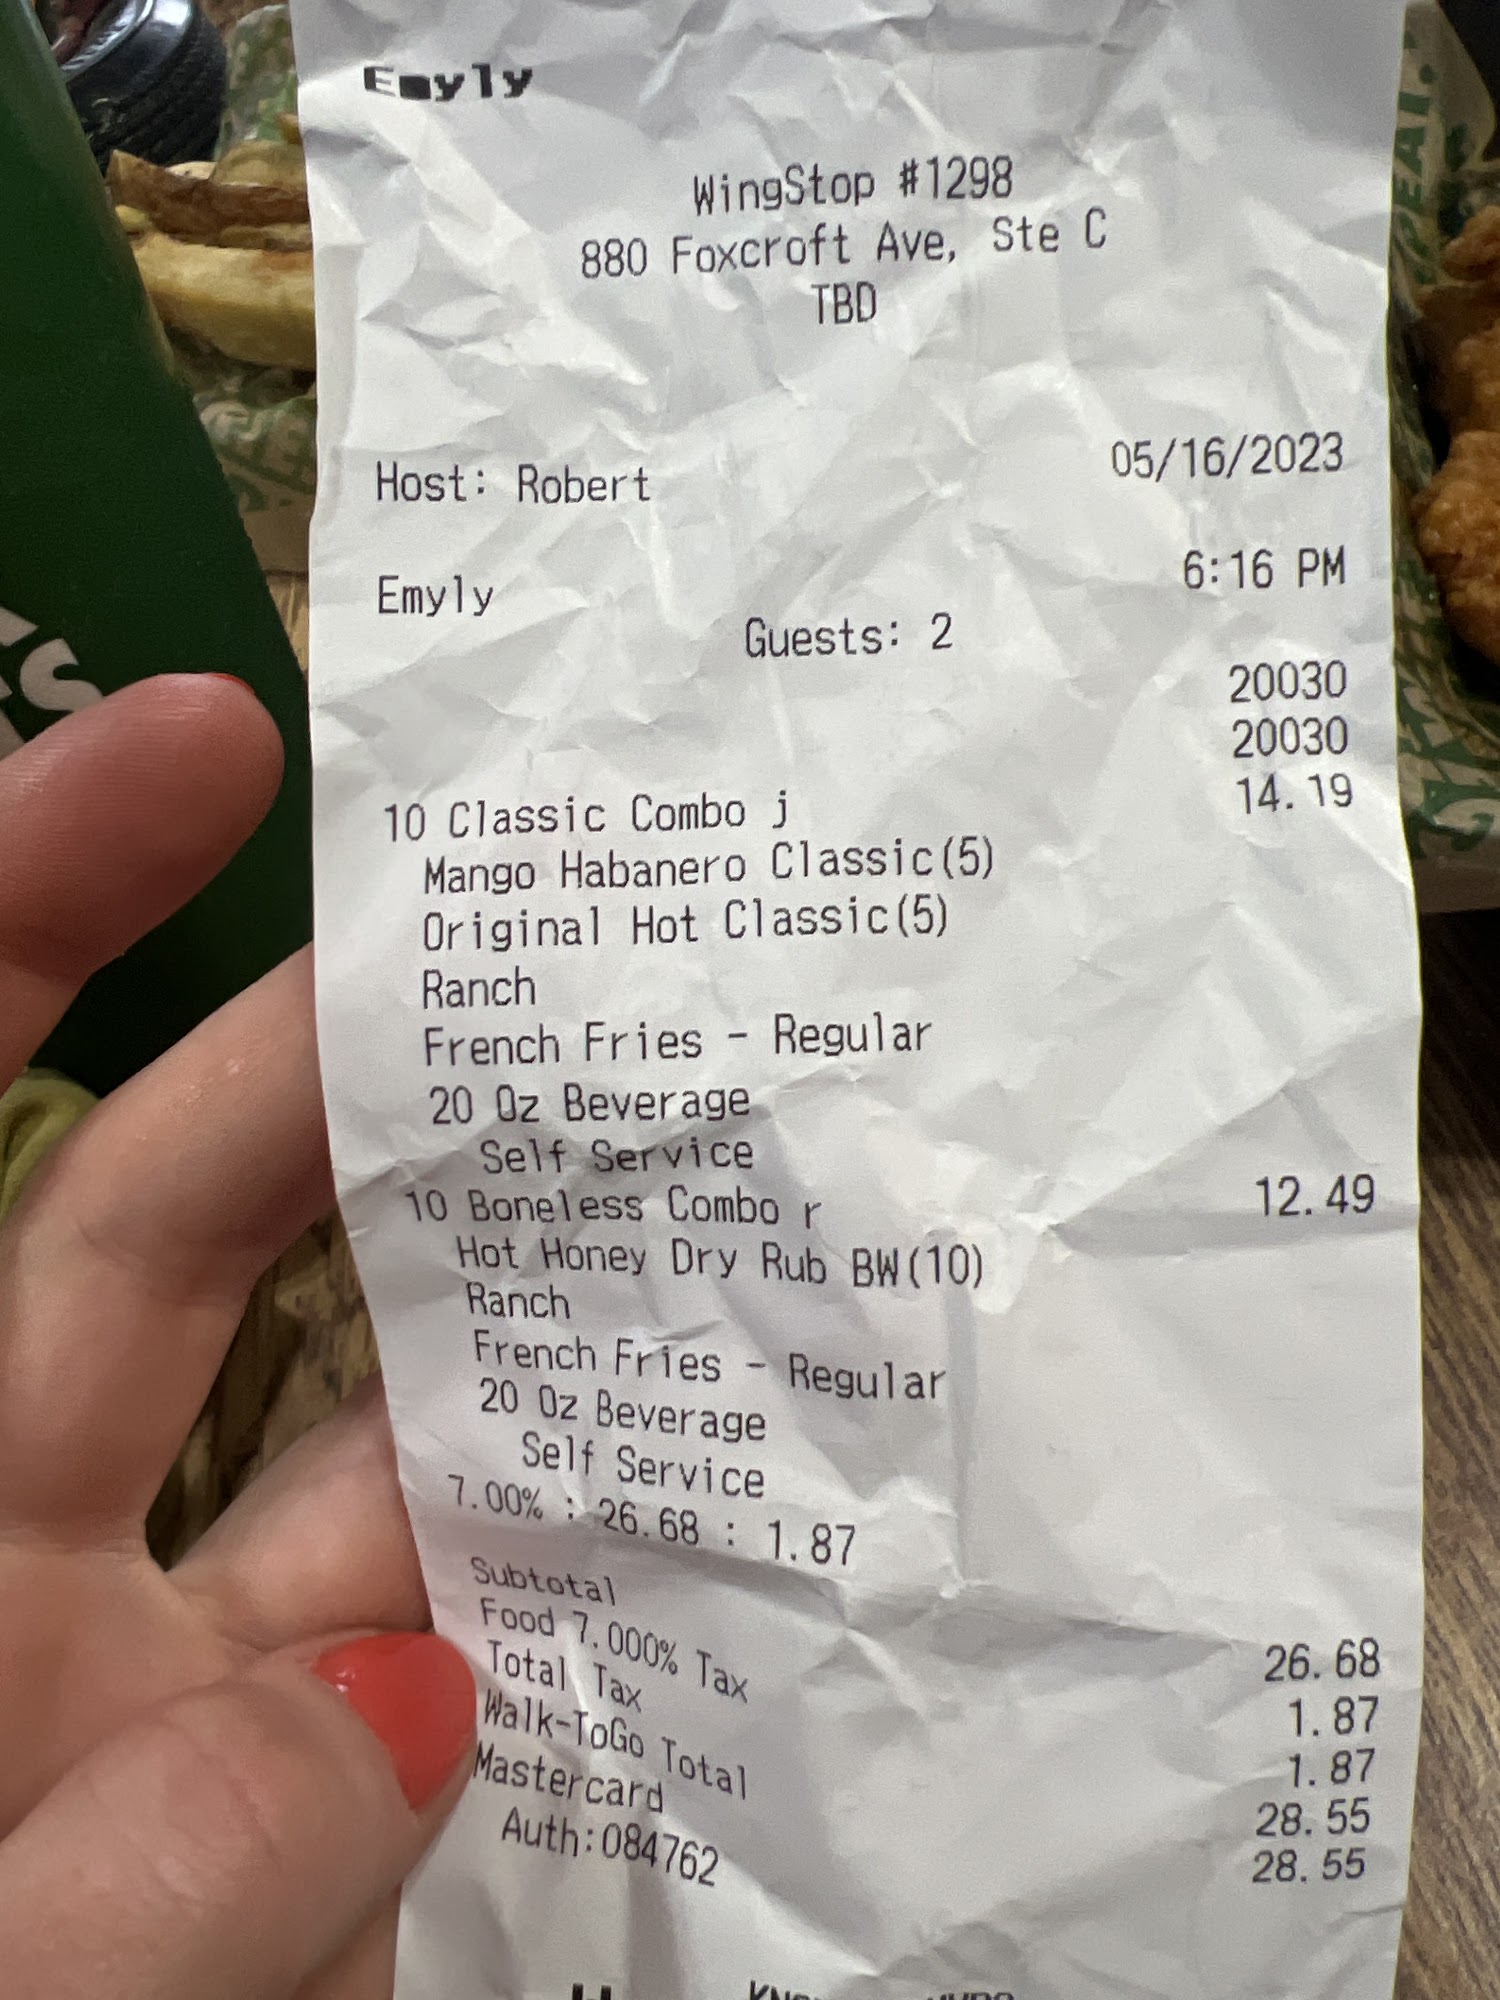 Emyly
WingStop #1298
880 Foxcroft Ave, Ste C
TBD
Host: Robert 05/16/2023
Emyly 6:16 PM
Guests: 2
20030
20030
10 Classic Combo j 14.19
Mango Habanero Classic(5)
Original Hot Classic(5)
Ranch
French Fries - Regular
20 Oz Beverage
Self Service
10 Boneless Combo r 12.49
Hot Honey Dry Rub BW(10)
Ranch
French Fries - Regular
20 Oz Beverage
Self Service
7.00% : 26.68 : 1.87
Subtotal 26.68
Food 7.000% Tax 1.87
Total Tax 1.87
Walk-ToGo Total 28.55
Mastercard 28.55
Auth:084762